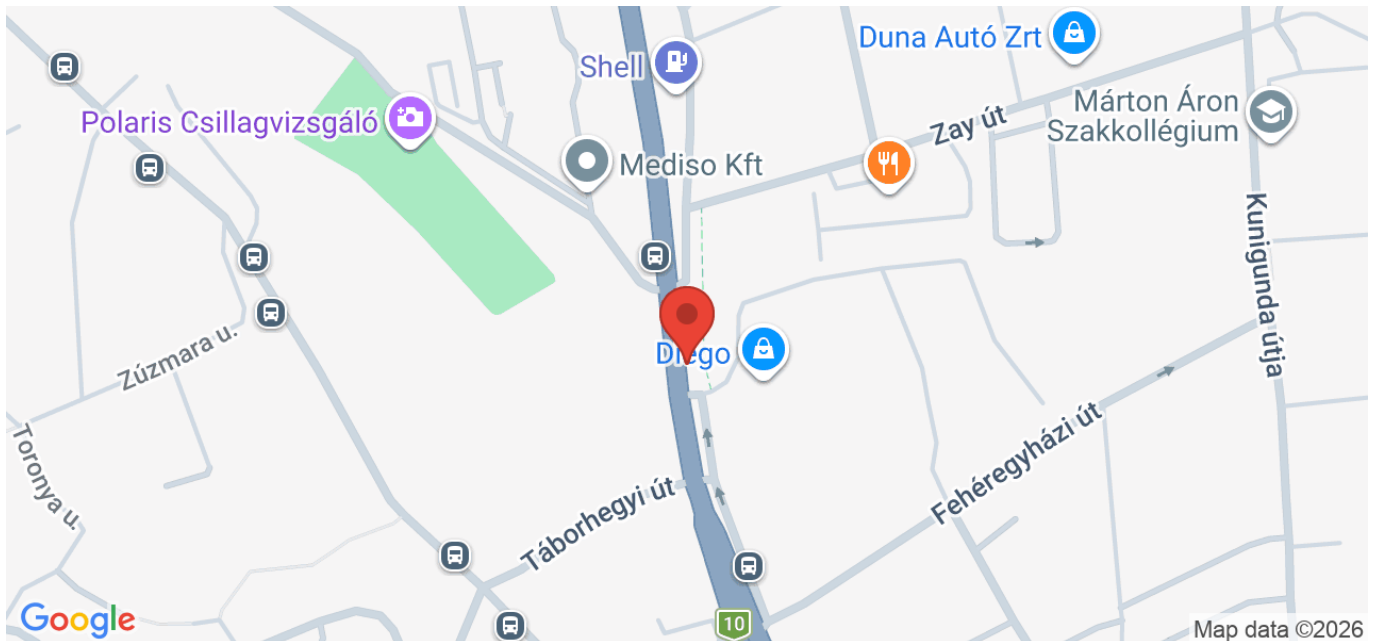 Duna Autó Zrt
Shell
Márton Áron
Szakkollégium
Polaris Csillagvizsgáló
Zay út
Mediso Kft
Kunigunda útja
Zúzmara u.
Diego
Toronya u.
Fehéregyházi út
Táborhegyi út
Google
10
Map data ©2026